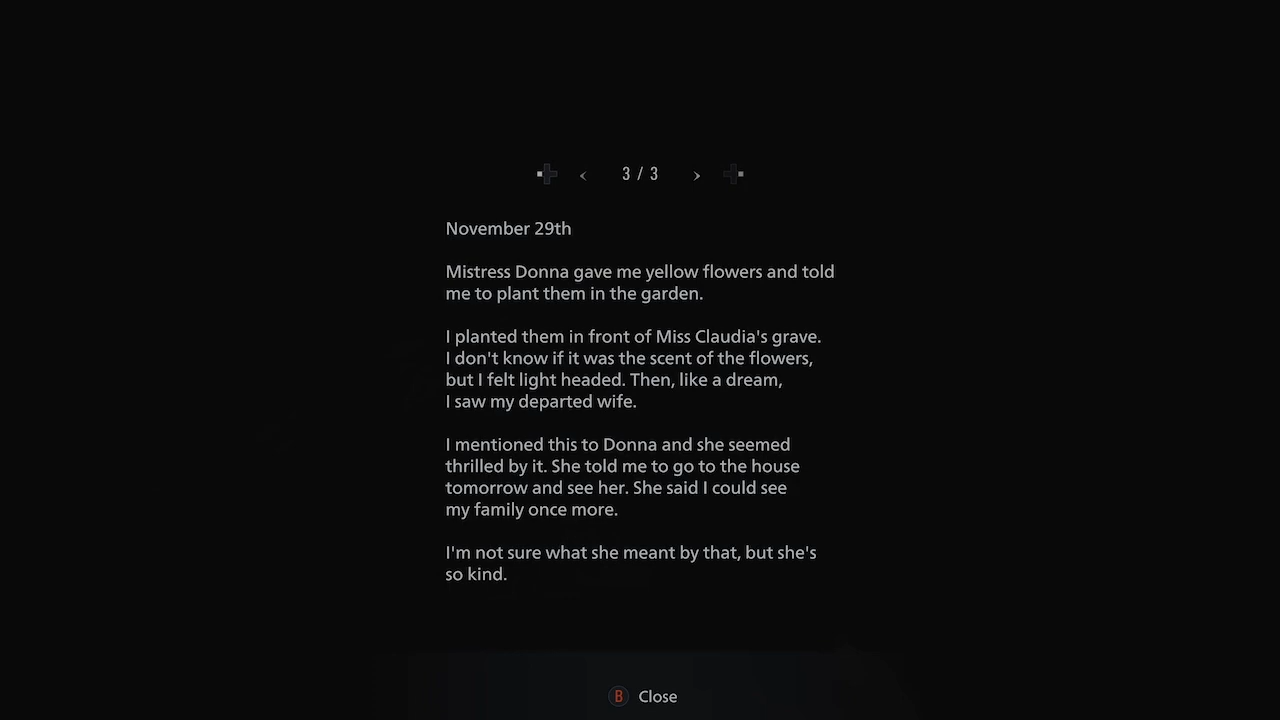 < 3 / 3 >
November 29th
Mistress Donna gave me yellow flowers and told
me to plant them in the garden.
I planted them in front of Miss Claudia's grave.
I don't know if it was the scent of the flowers,
but I felt light headed. Then, like a dream,
I saw my departed wife.
I mentioned this to Donna and she seemed
thrilled by it. She told me to go to the house
tomorrow and see her. She said I could see
my family once more.
I'm not sure what she meant by that, but she's
so kind.
B Close